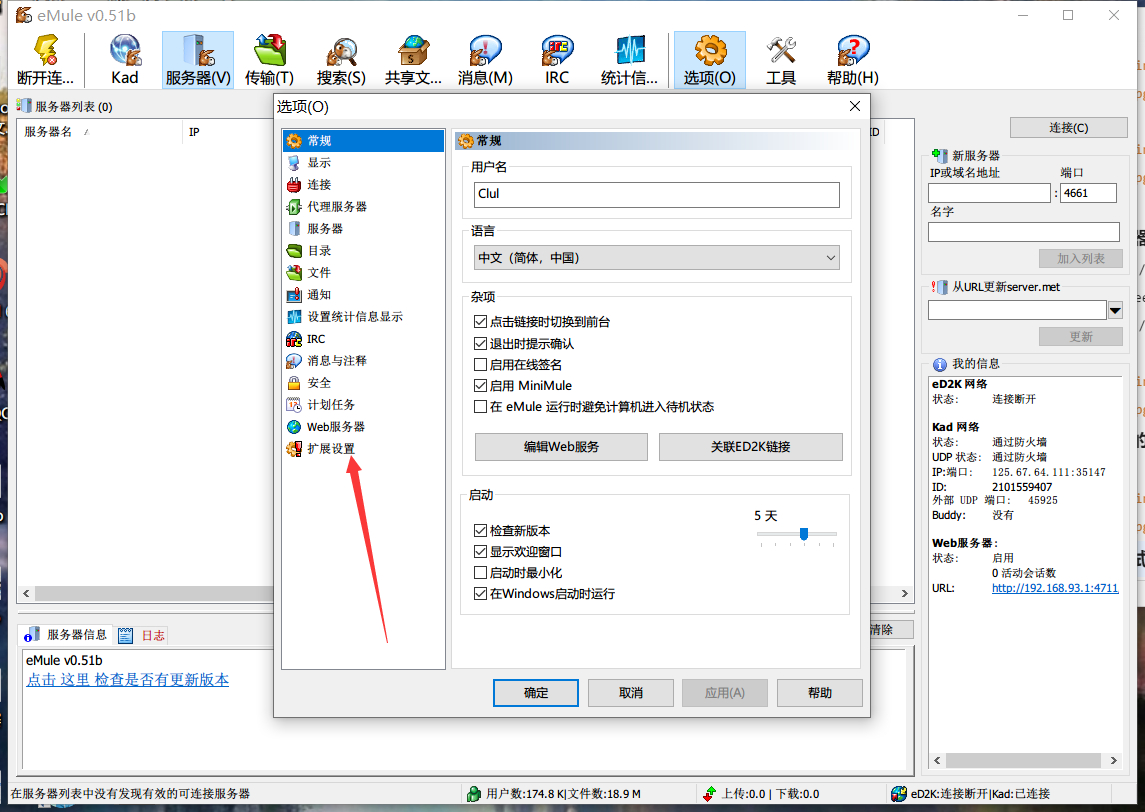 eMule v0.51b
断开连...
Kad
服务器(V)
传输(T)
搜索(S)
共享文...
消息(M)
IRC
统计信...
选项(O)
工具
帮助(H)
服务器列表 (0)
服务器名
IP
ID
选项(O)
常规
显示
连接
代理服务器
服务器
目录
文件
通知
设置统计信息显示
IRC
消息与注释
安全
计划任务
Web服务器
扩展设置
常规
用户名
Clul
语言
中文（简体，中国）
杂项
点击链接时切换到前台
退出时提示确认
启用在线签名
启用 MiniMule
在 eMule 运行时避免计算机进入待机状态
编辑Web服务
关联ED2K链接
启动
5 天
检查新版本
显示欢迎窗口
启动时最小化
在Windows启动时运行
确定
取消
应用(A)
帮助
连接(C)
新服务器
IP或域名地址
端口
:
4661
名字
加入列表
从URL更新server.met
更新
我的信息
eD2K 网络
状态: 连接断开
Kad 网络
状态: 通过防火墙
UDP 状态: 通过防火墙
IP:端口: 125.67.64.111:35147
ID: 2101559407
外部 UDP 端口: 45925
Buddy: 没有
Web服务器:
状态: 启用
0 活动会话数
URL: http://192.168.93.1:4711
清除
服务器信息
日志
eMule v0.51b
点击 这里 检查是否有更新版本
在服务器列表中没有发现有效的可连接服务器
用户数:174.8 K|文件数:18.9 M
上传:0.0 | 下载:0.0
eD2K:连接断开|Kad:已连接